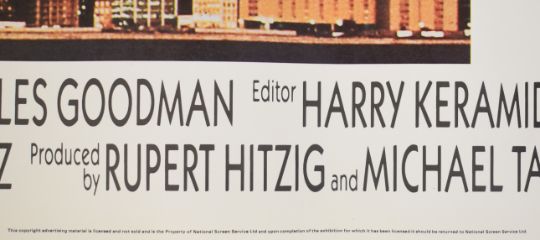 LES GOODMAN Editor HARRY KERAMID
Z Produced by RUPERT HITZIG and MICHAEL TA
This copyright advertising material is licensed and not sold and is the Property of National Screen Service Ltd and upon completion of the exhibition for which it has been licensed it should be returned to National Screen Service Ltd